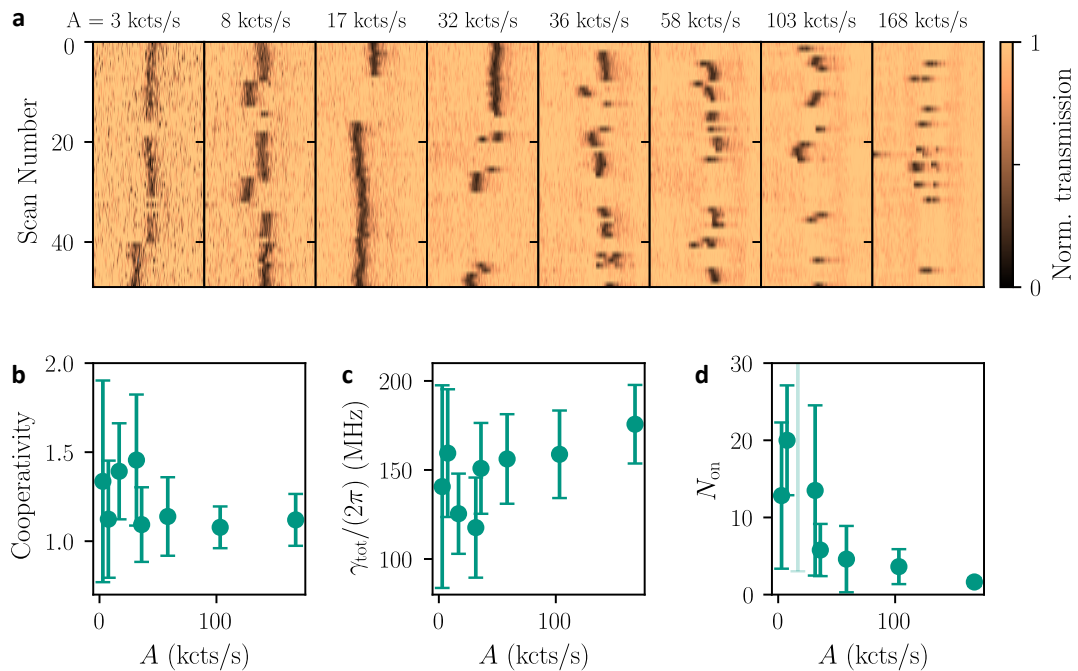 a
A = 3 kcts/s 8 kcts/s 17 kcts/s 32 kcts/s 36 kcts/s 58 kcts/s 103 kcts/s 168 kcts/s
0
20
40
Scan Number
1
0
Norm. transmission
b
2.0
1.5
1.0
Cooperativity
0 100
A (kcts/s)
c
200
150
100
γtot/(2π) (MHz)
0 100
A (kcts/s)
d
30
20
10
0
Non
0 100
A (kcts/s)